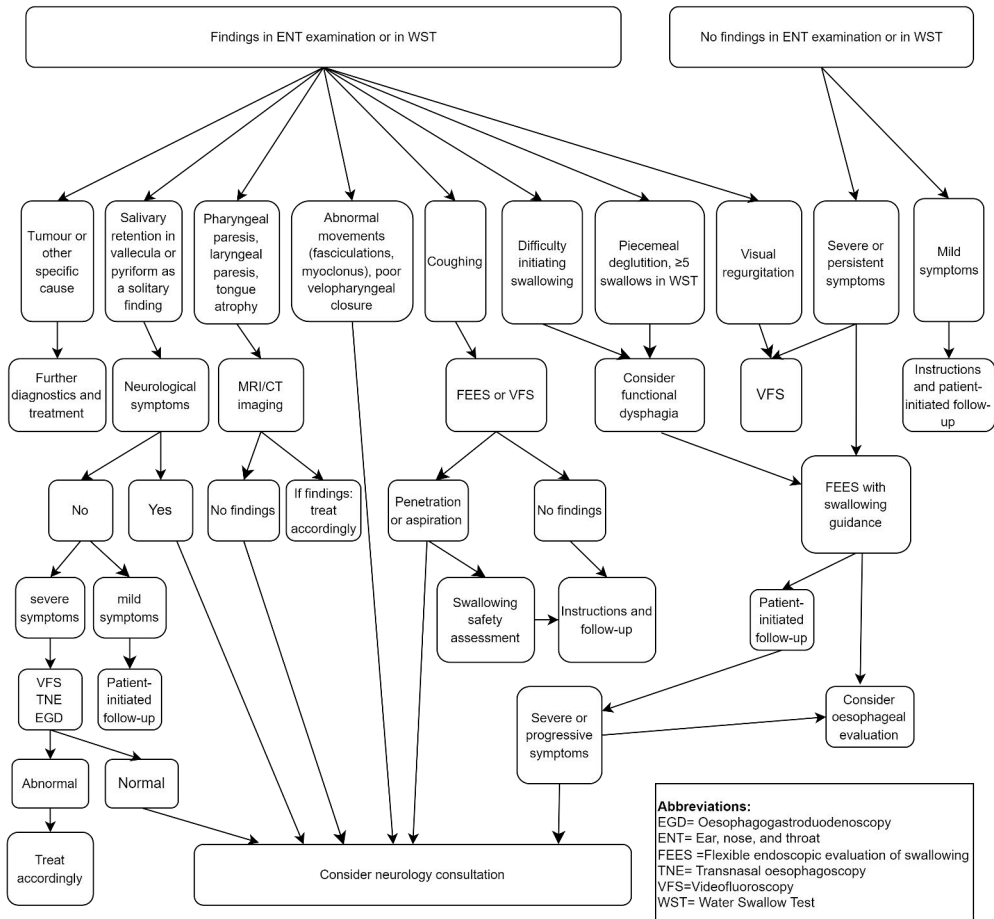 Findings in ENT examination or in WST
No findings in ENT examination or in WST
Tumour or
other
specific
cause
Salivary
retention in
vallecula or
pyriform as
a solitary
finding
Pharyngeal
paresis,
laryngeal
paresis,
tongue
atrophy
Abnormal
movements
(fasciculations,
myoclonus), poor
velopharyngeal
closure
Coughing
Difficulty
initiating
swallowing
Piecemeal
deglutition, ≥5
swallows in WST
Visual
regurgitation
Severe or
persistent
symptoms
Mild
symptoms
Further
diagnostics and
treatment
Neurological
symptoms
MRI/CT
imaging
FEES or VFS
Consider
functional
dysphagia
VFS
Instructions
and patient-
initiated follow-
up
No
Yes
No findings
If findings:
treat
accordingly
Penetration
or aspiration
No findings
FEES with
swallowing
guidance
severe
symptoms
mild
symptoms
Swallowing
safety
assessment
Instructions and
follow-up
Patient-
initiated
follow-up
VFS
TNE
EGD
Patient-
initiated
follow-up
Severe or
progressive
symptoms
Consider
oesophageal
evaluation
Abnormal
Normal
Treat
accordingly
Consider neurology consultation
Abbreviations:
EGD= Oesophagogastroduodenoscopy
ENT= Ear, nose, and throat
FEES =Flexible endoscopic evaluation of swallowing
TNE= Transnasal oesophagoscopy
VFS=Videofluoroscopy
WST= Water Swallow Test